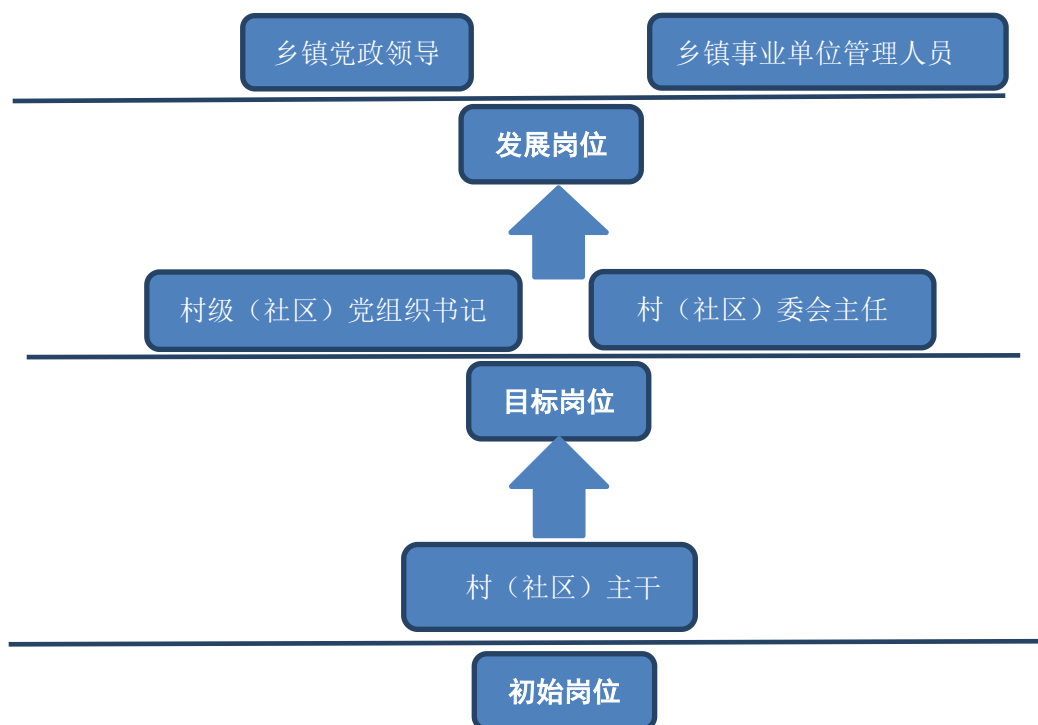 乡镇党政领导
乡镇事业单位管理人员
发展岗位
村级（社区）党组织书记
村（社区）委会主任
目标岗位
村（社区）主干
初始岗位